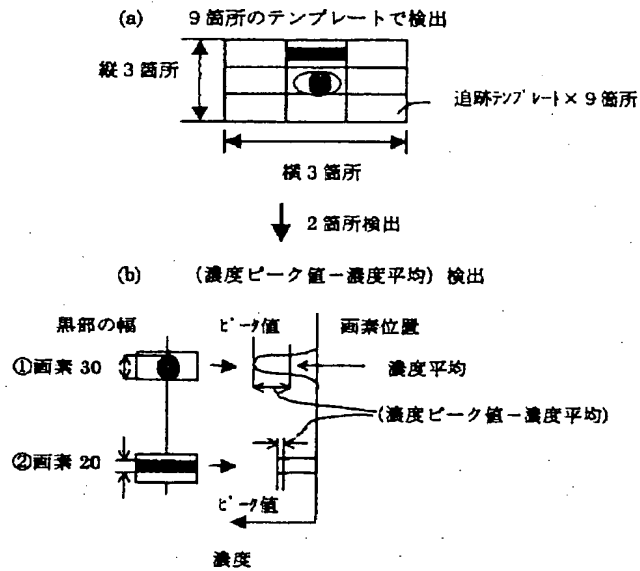 (a) 9箇所のテンプレートで検出
縦3箇所
追跡テンプレート×9箇所
横3箇所
2箇所検出
(b) (濃度ピーク値−濃度平均) 検出
黒部の幅
ピーク値
画素位置
①画素30
濃度平均
(濃度ピーク値−濃度平均)
②画素20
ピーク値
濃度